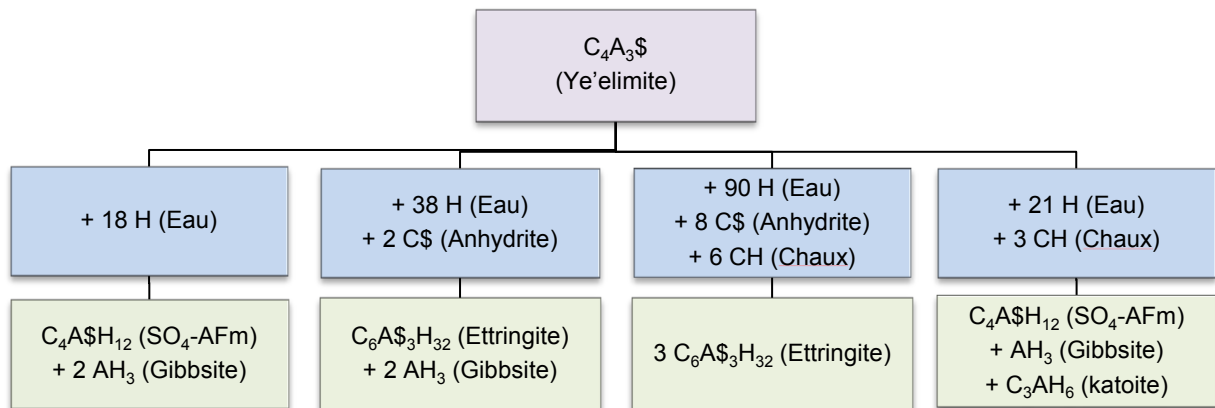 C₄A₃$
(Ye'elimite)
+ 18 H (Eau)
+ 38 H (Eau)
+ 2 C$ (Anhydrite)
+ 90 H (Eau)
+ 8 C$ (Anhydrite)
+ 6 CH (Chaux)
+ 21 H (Eau)
+ 3 CH (Chaux)
C₄A$H₁₂ (SO₄-AFm)
+ 2 AH₃ (Gibbsite)
C₆A$₃H₃₂ (Ettringite)
+ 2 AH₃ (Gibbsite)
3 C₆A$₃H₃₂ (Ettringite)
C₄A$H₁₂ (SO₄-AFm)
+ AH₃ (Gibbsite)
+ C₃AH₆ (katoite)